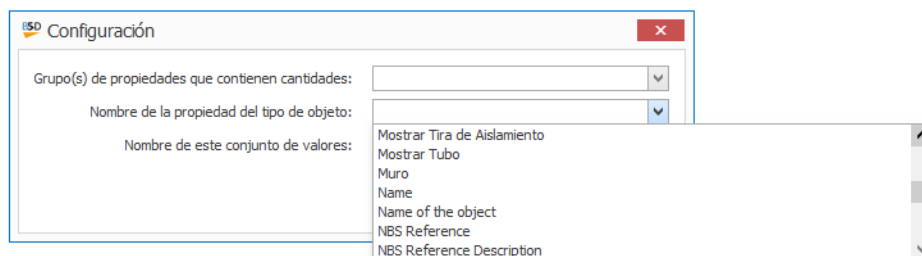 BSD Configuración
Grupo(s) de propiedades que contienen cantidades:
Nombre de la propiedad del tipo de objeto:
Mostrar Tira de Aislamiento
Nombre de este conjunto de valores:
Mostrar Tubo
Muro
Name
Name of the object
NBS Reference
NBS Reference Description